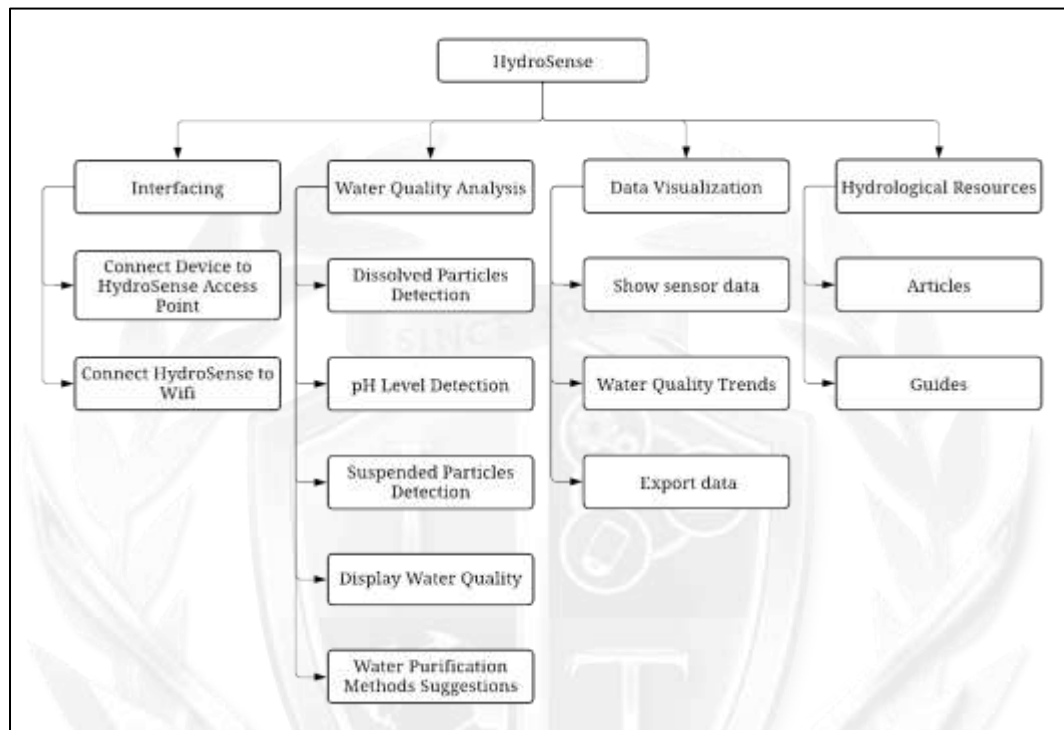 HydroSense
Interfacing
Connect Device to
HydroSense Access
Point
Connect HydroSense to
Wifi
Water Quality Analysis
Dissolved Particles
Detection
pH Level Detection
Suspended Particles
Detection
Display Water Quality
Water Purification
Methods Suggestions
Data Visualization
Show sensor data
Water Quality Trends
Export data
Hydrological Resources
Articles
Guides
SINCE